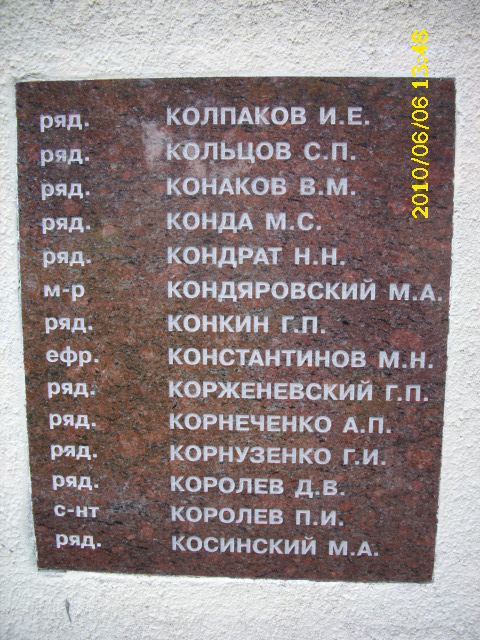 ряд. КОЛПАКОВ И.Е.
ряд. КОЛЬЦОВ С.П.
ряд. КОНАКОВ В.М.
ряд. КОНДА М.С.
ряд. КОНДРАТ Н.Н.
м-р КОНДЯРОВСКИЙ М.А.
ряд. КОНКИН Г.П.
ефр. КОНСТАНТИНОВ М.Н.
ряд. КОРЖЕНЕВСКИЙ Г.П.
ряд. КОРНЕЧЕНКО А.П.
ряд. КОРНУЗЕНКО Г.И.
ряд. КОРОЛЕВ Д.В.
с-нт КОРОЛЕВ П.И.
ряд. КОСИНСКИЙ М.А.
2010/06/06 13:46